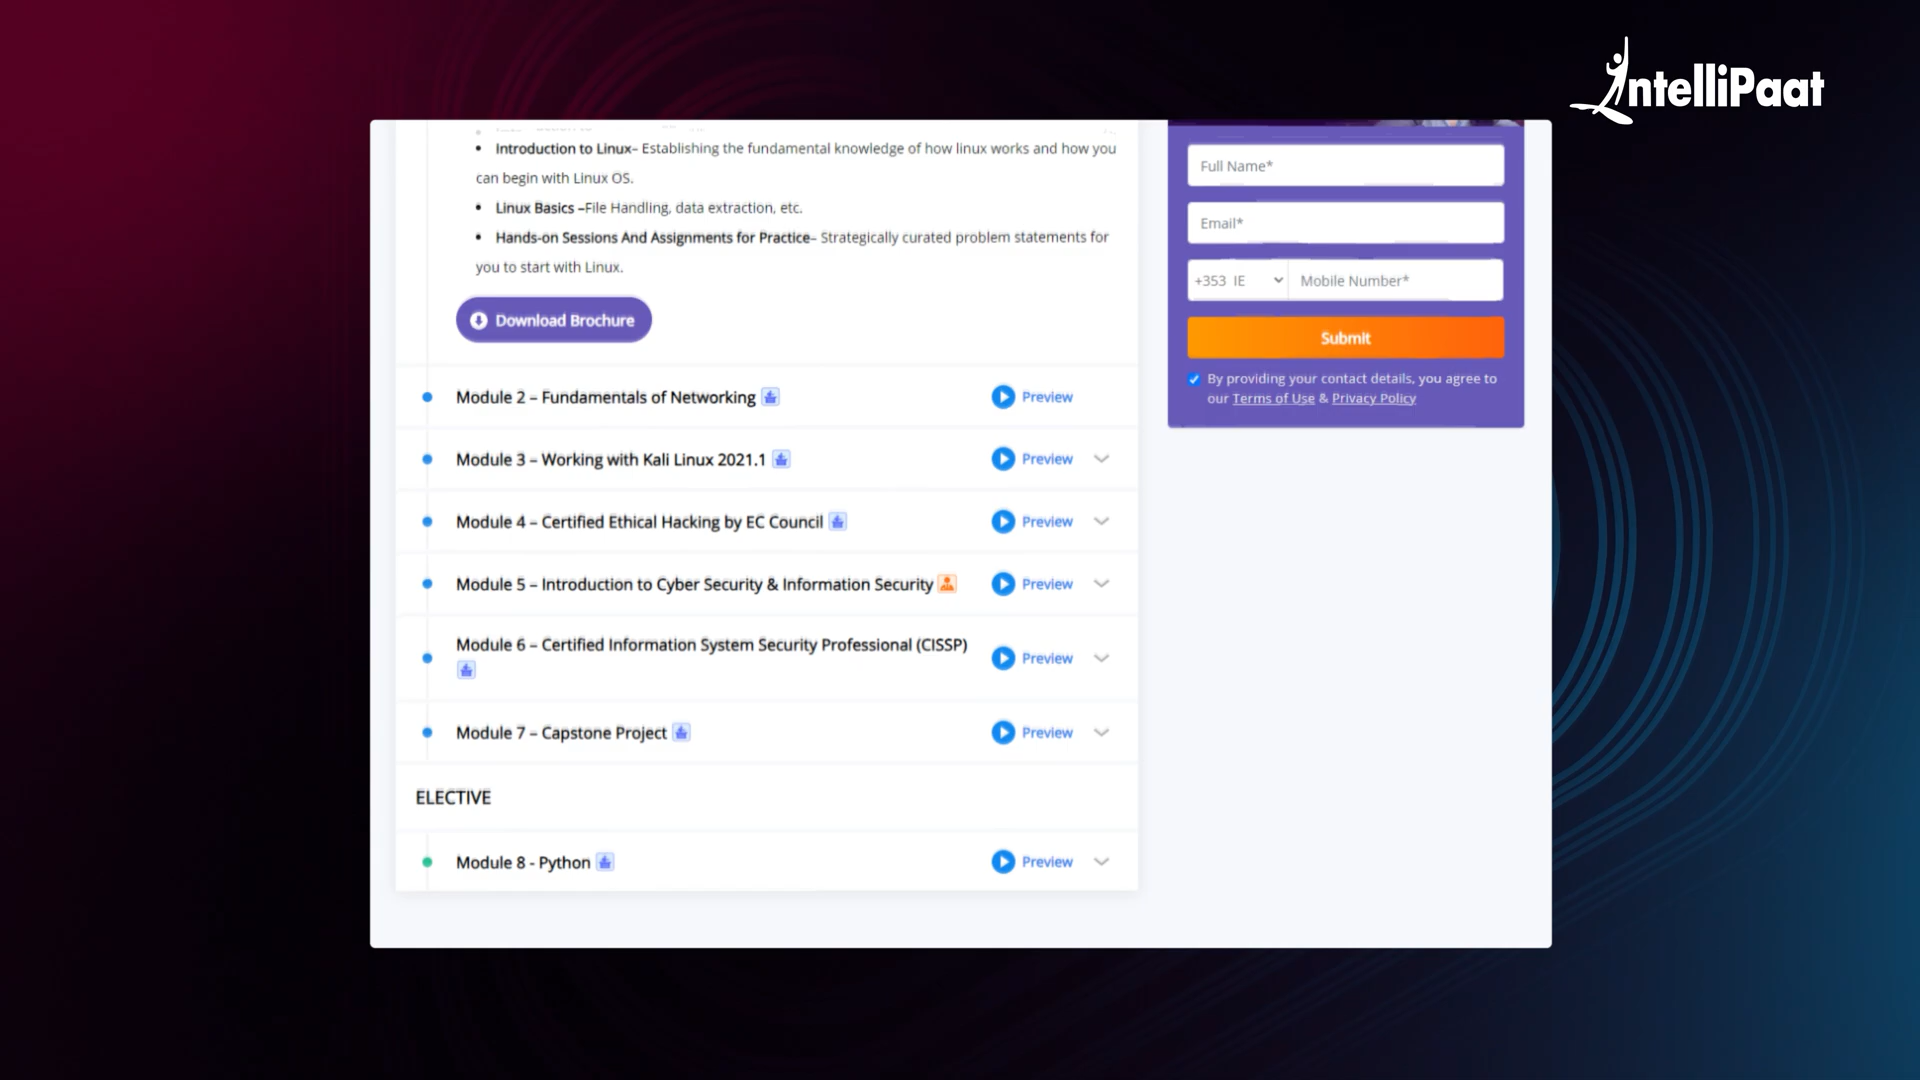 IntelliPaat
• Introduction to Linux– Establishing the fundamental knowledge of how linux works and how you
can begin with Linux OS.
• Linux Basics –File Handling, data extraction, etc.
• Hands-on Sessions And Assignments for Practice– Strategically curated problem statements for
you to start with Linux.
Download Brochure
Module 2 – Fundamentals of Networking Preview
Module 3 – Working with Kali Linux 2021.1 Preview
Module 4 – Certified Ethical Hacking by EC Council Preview
Module 5 – Introduction to Cyber Security & Information Security Preview
Module 6 – Certified Information System Security Professional (CISSP) Preview
Module 7 – Capstone Project Preview
ELECTIVE
Module 8 - Python Preview
Full Name*
Email*
+353 IE Mobile Number*
Submit
By providing your contact details, you agree to
our Terms of Use & Privacy Policy